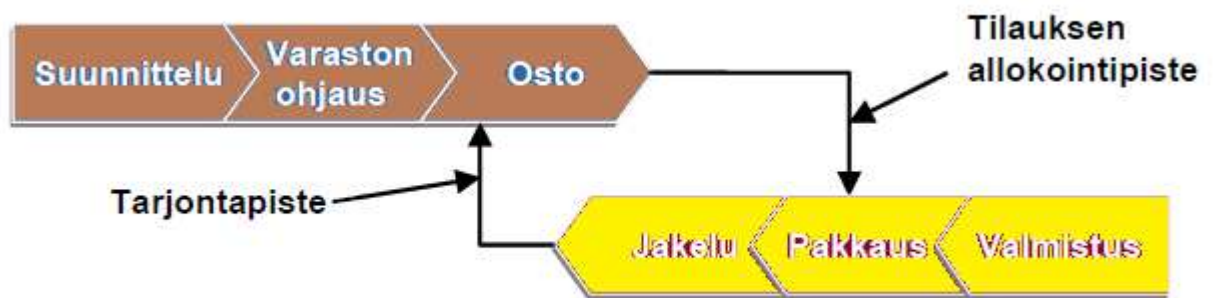 Suunnittelu
Varaston
ohjaus
Osto
Tilauksen
allokointipiste
Tarjontapiste
Jakelu
Pakkaus
Valmistus